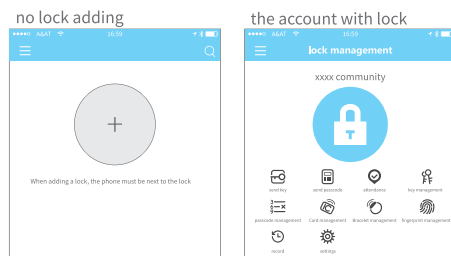 no lock adding
A&AT 16:59
When adding a lock, the phone must be next to the lock
the account with lock
A&AT 16:59
lock management
xxxx community
send key send passcode attendance key management
passcode management Card management Bracelet management fingerprint management
record settings